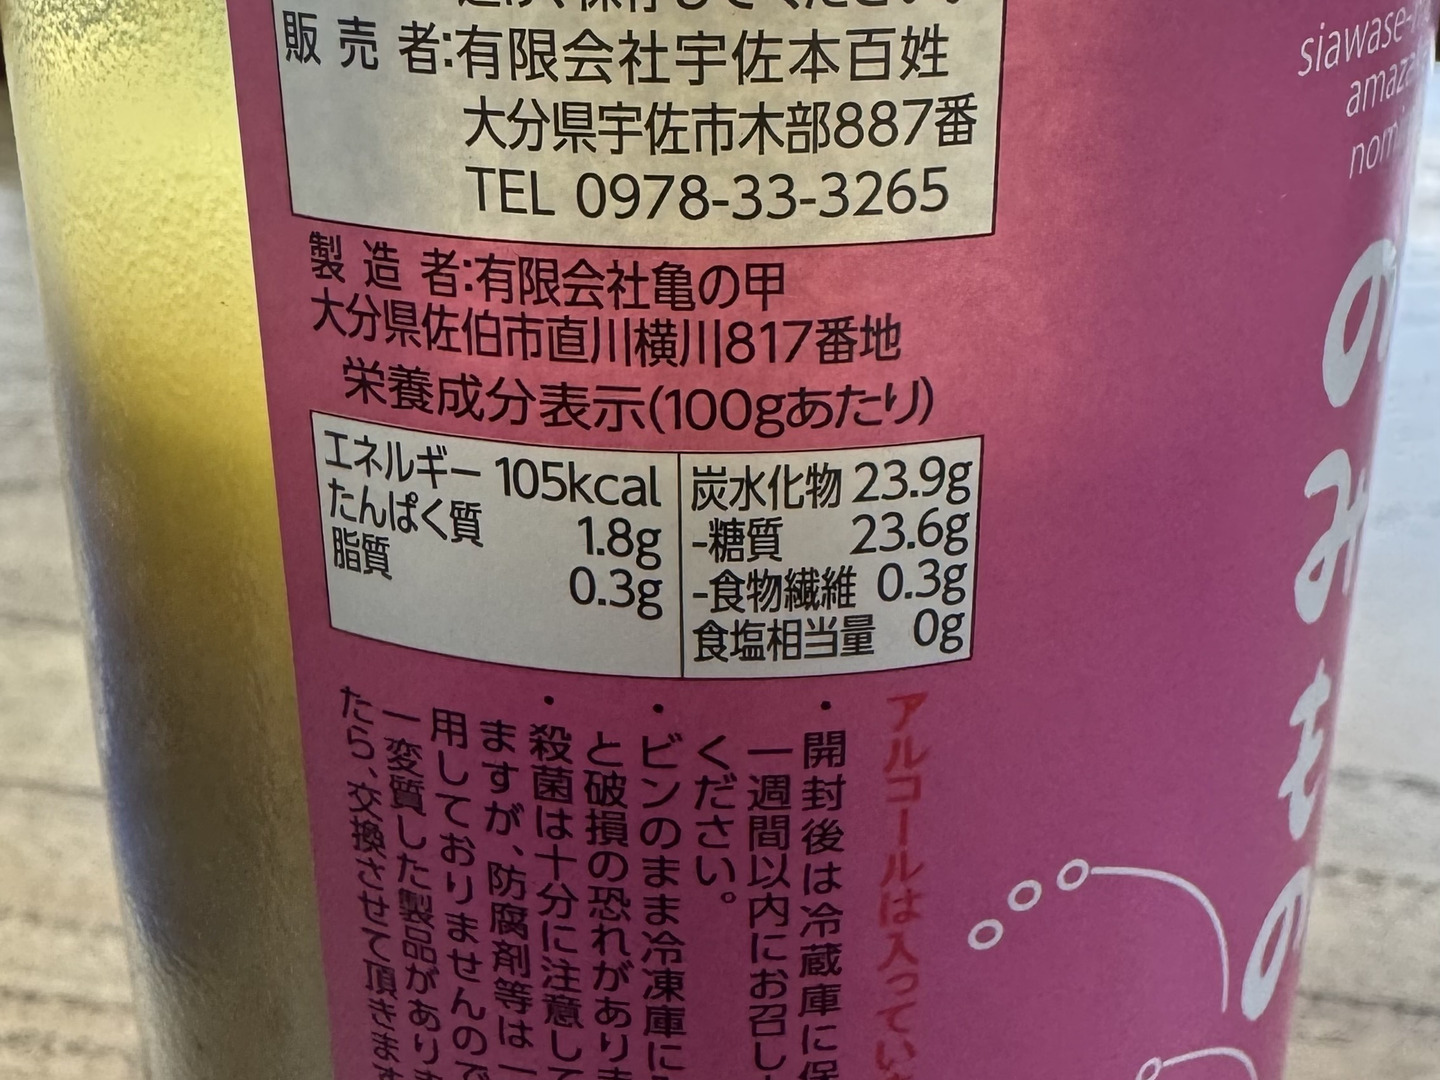 販売者:有限会社宇佐本百姓
大分県宇佐市木部887番
TEL 0978-33-3265
製造者:有限会社亀の甲
大分県佐伯市直川横川817番地
栄養成分表示(100gあたり)
エネルギー 105kcal
たんぱく質 1.8g
脂質 0.3g
炭水化物 23.9g
-糖質 23.6g
-食物繊維 0.3g
食塩相当量 0g
アルコールは入ってい
・開封後は冷蔵庫に保
一週間以内にお召し
ください。
・ビンのまま冷凍庫に
と破損の恐れがありま
・殺菌は十分に注意して
ますが、防腐剤等は一
用しておりませんので
一変質した製品があり
たら、交換させて頂きます
siawase-
amaza
nomi
のみもの